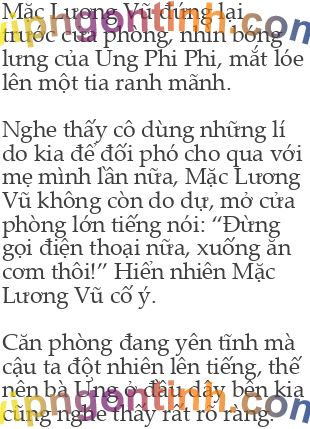 Mặc Lương Vũ đứng lại
trước cửa phòng, nhìn bóng
lưng của Ung Phi Phi, mắt lóe
lên một tia ranh mãnh.
Nghe thấy cô dùng những lí
do kia để đối phó cho qua với
mẹ mình lần nữa, Mặc Lương
Vũ không còn do dự, mở cửa
phòng lớn tiếng nói: “Đừng
gọi điện thoại nữa, xuống ăn
cơm thôi!” Hiển nhiên Mặc
Lương Vũ cố ý.
Căn phòng đang yên tĩnh mà
cậu ta đột nhiên lên tiếng, thế
nên bà Ung ở đầu dây bên kia
cũng nghe thấy rất rõ ràng.
vipngontinh.com
vipngontinh.com